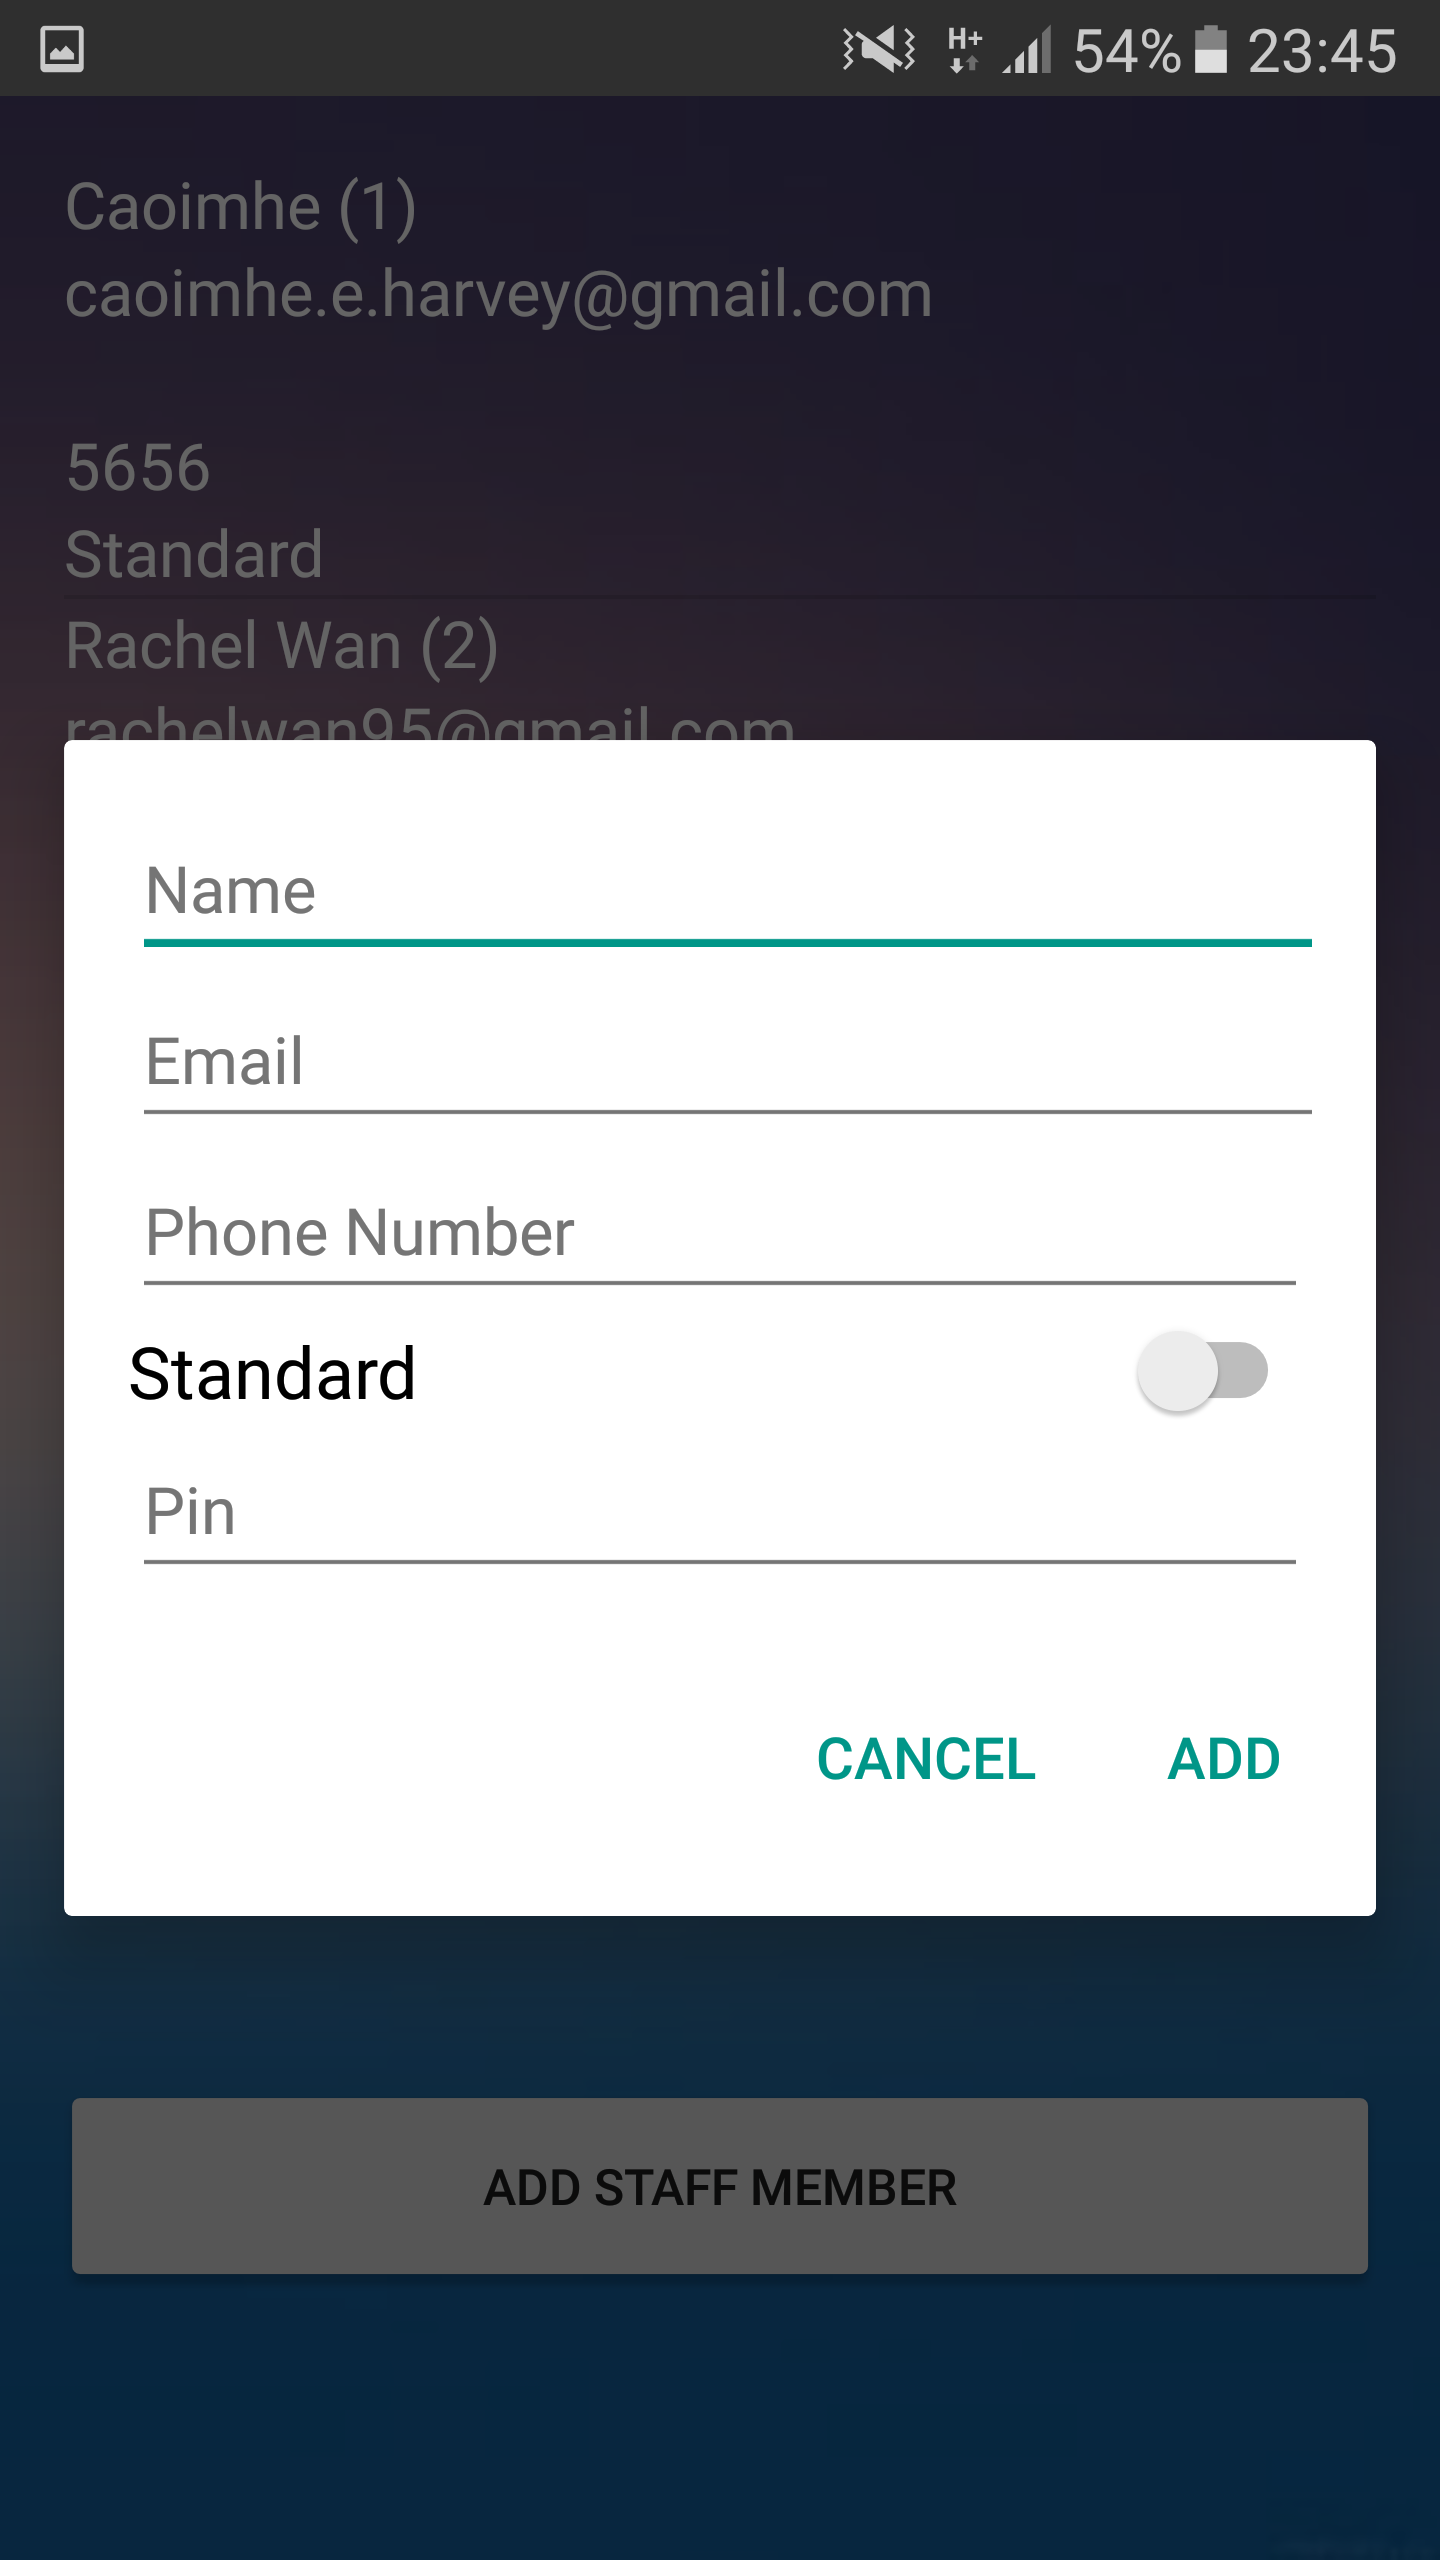 H+ 54% 23:45
Caoimhe (1)
caoimhe.e.harvey@gmail.com
5656
Standard
Rachel Wan (2)
rachelwan95@gmail.com
Name
Email
Phone Number
Standard
Pin
CANCEL ADD
ADD STAFF MEMBER